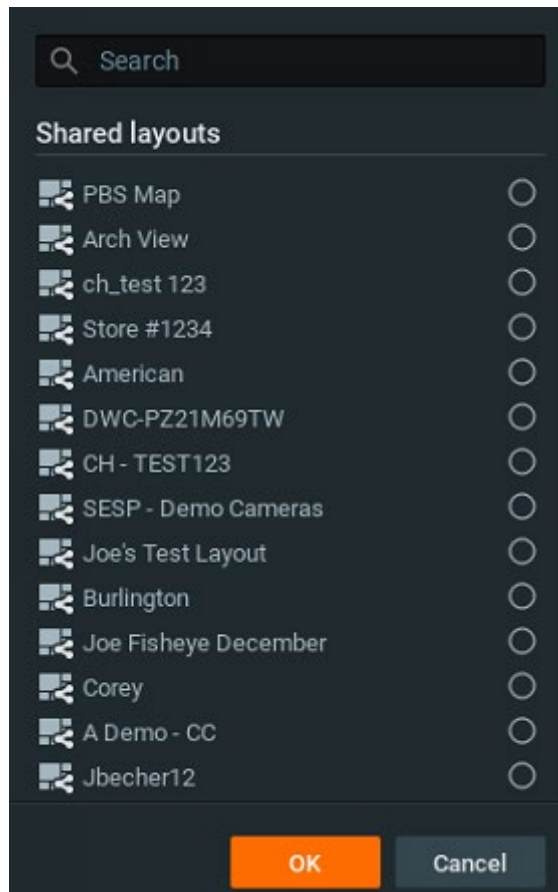 Search
Shared layouts
PBS Map
Arch View
ch_test 123
Store #1234
American
DWC-PZ21M69TW
CH - TEST123
SESP - Demo Cameras
Joe's Test Layout
Burlington
Joe Fisheye December
Corey
A Demo - CC
Jbecher12
OK Cancel